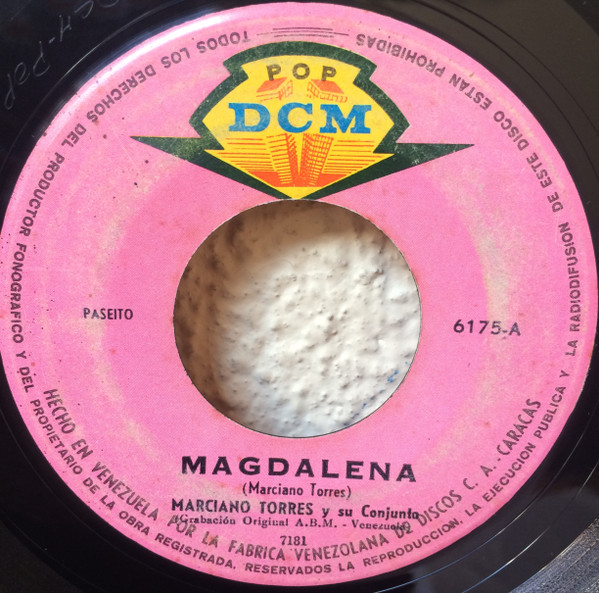 POP
DCM
PASEITO
6175-A
MAGDALENA
(Marciano Torres)
MARCIANO TORRES y su Conjunto
(Grabación Original A.B.M. - Venezuela)
7181
HECHO EN VENEZUELA POR LA FABRICA VENEZOLANA DE DISCOS C. A. - CARACAS
TODOS LOS DERECHOS DEL PRODUCTOR FONOGRAFICO Y DEL PROPIETARIO DE LA OBRA REGISTRADA, RESERVADOS LA REPRODUCCION, LA EJECUCION PUBLICA Y LA RADIODIFUSION DE ESTE DISCO ESTAN PROHIBIDAS